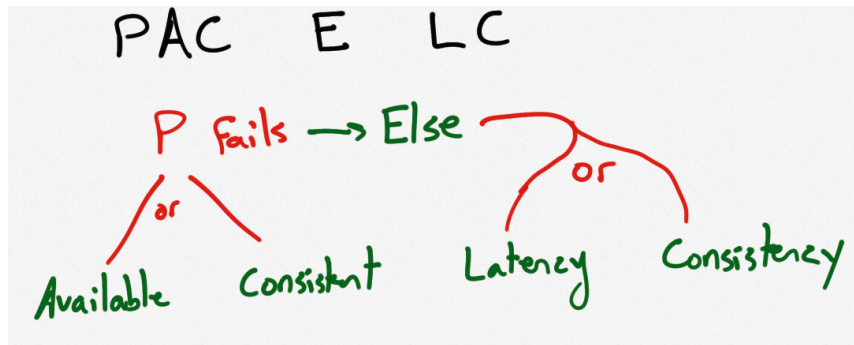 PAC E LC
P Fails → Else
or
or
Available Consistent Latency Consistency